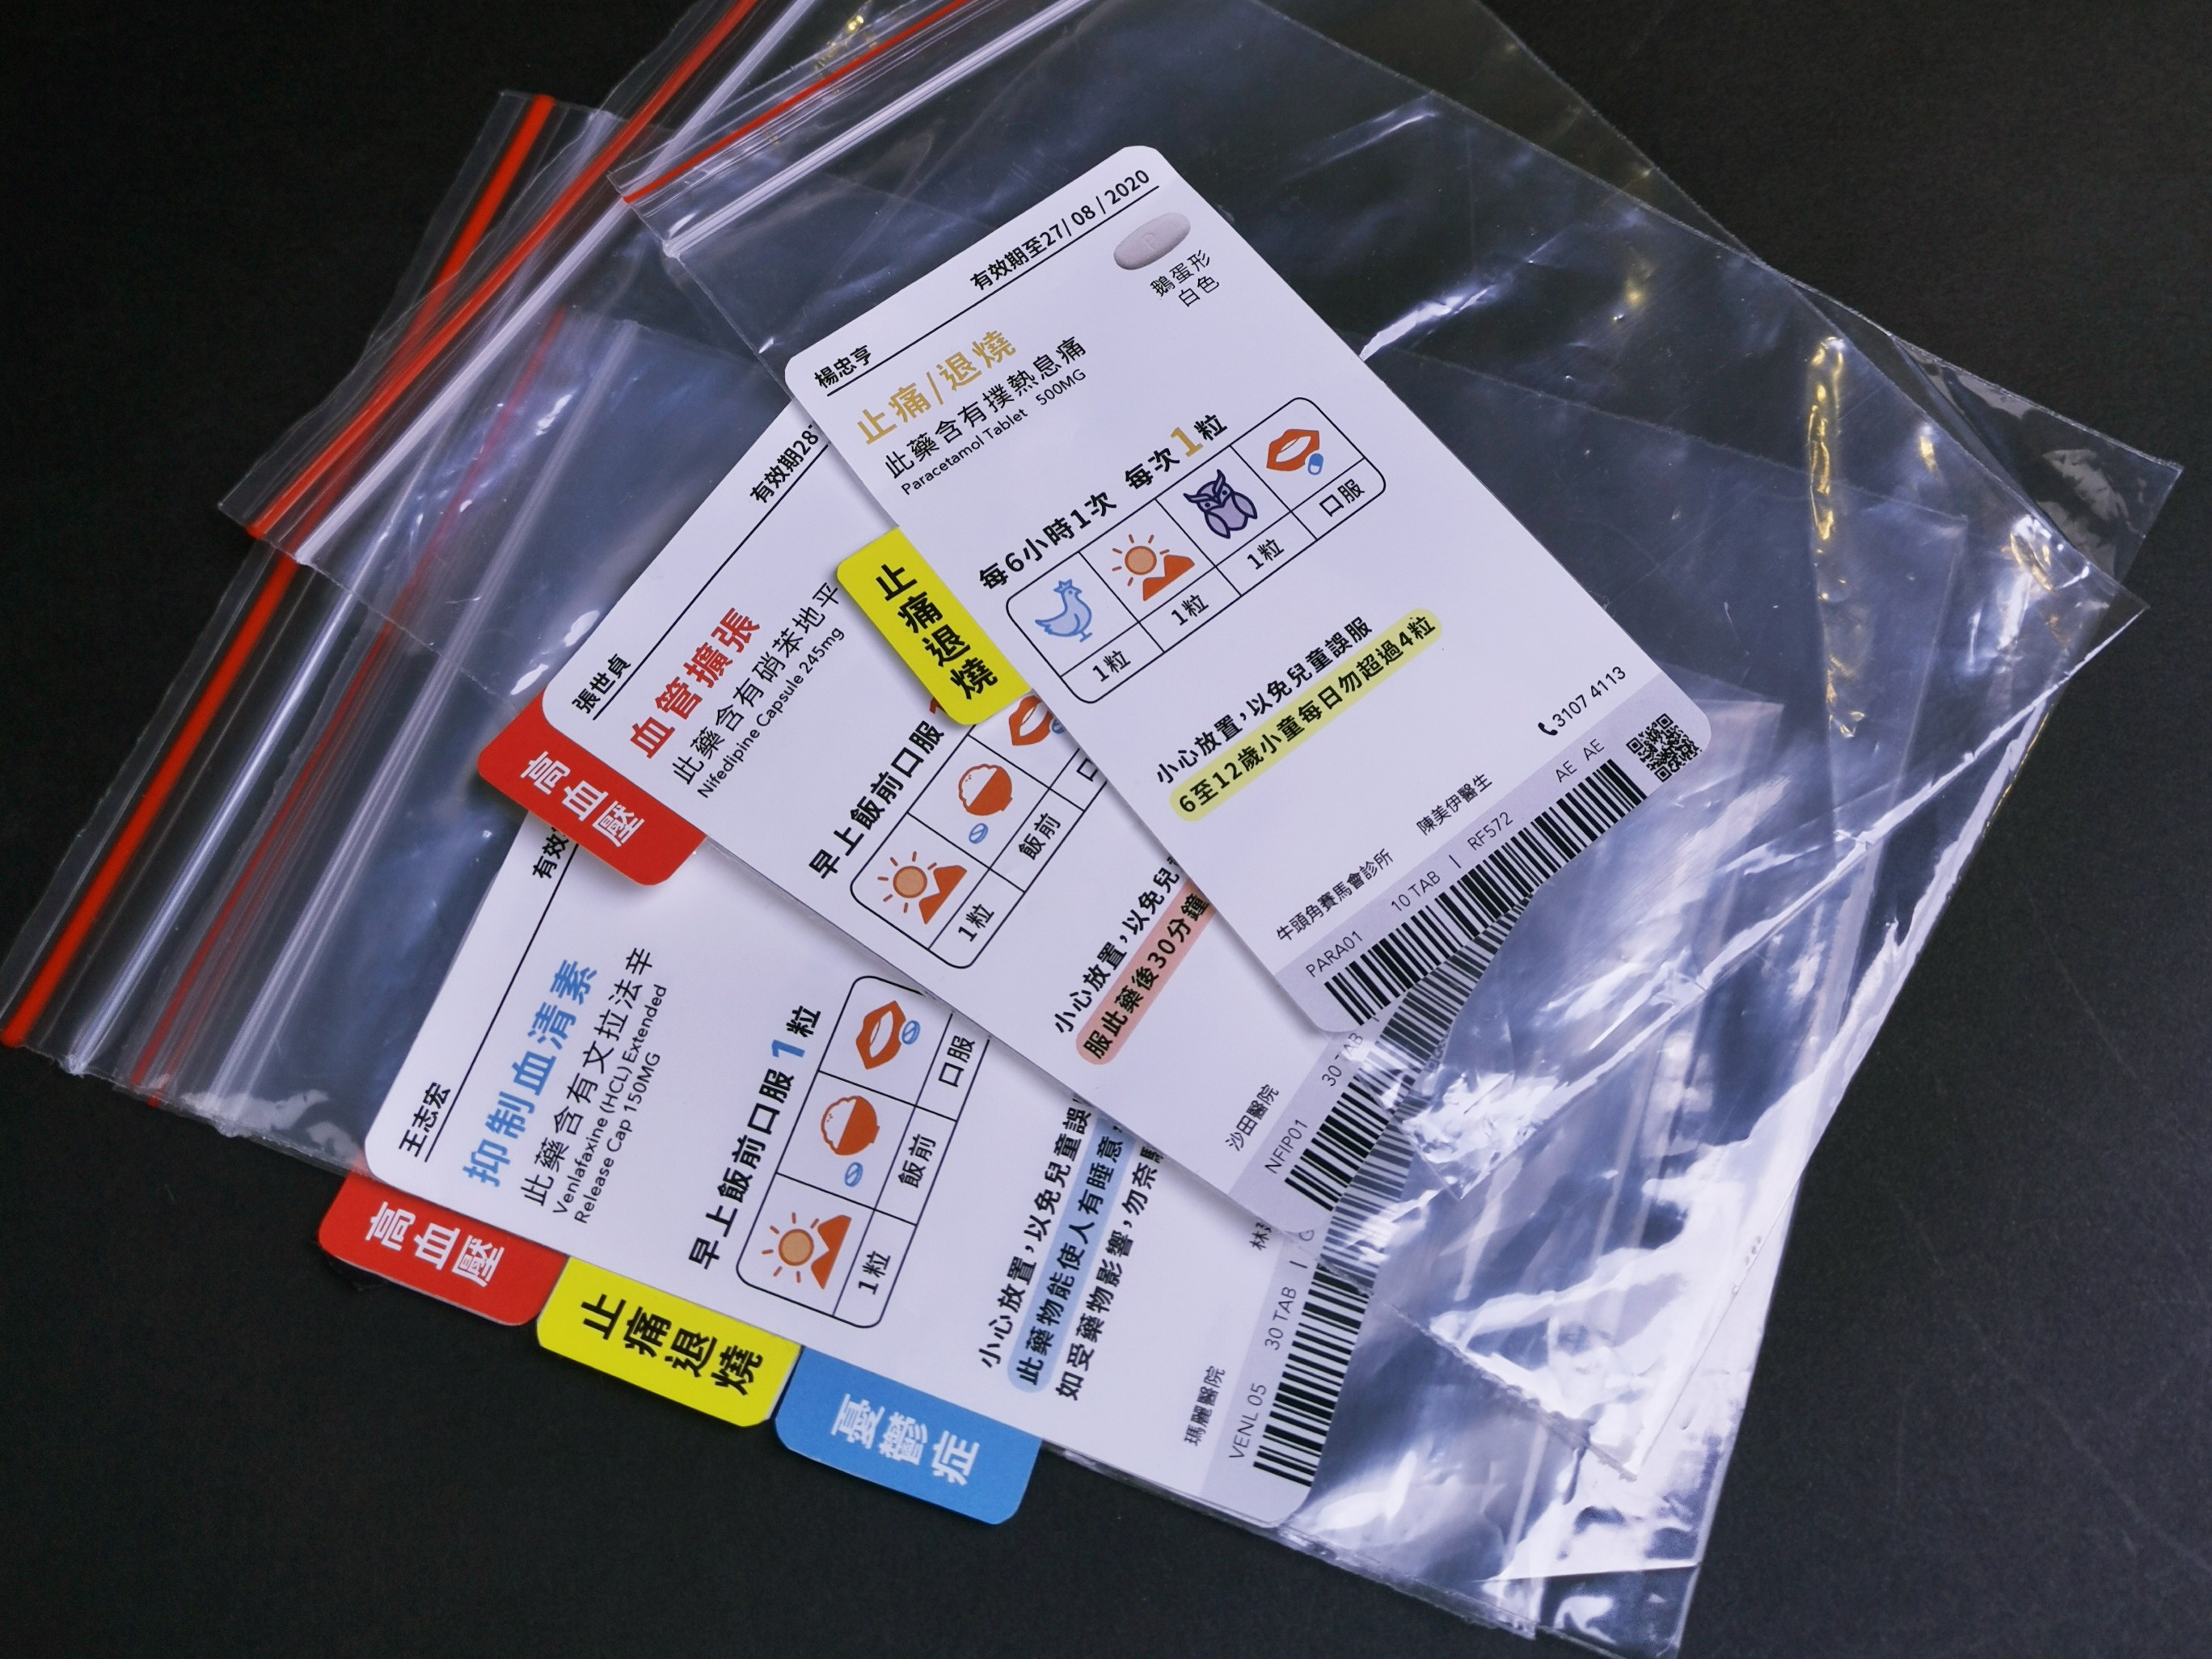 楊忠亨
有效期至27/ 08 / 2020
鵝蛋形
白色
止痛/退燒
此藥含有撲熱息痛
Paracetamol Tablet 500MG
每6小時1次 每次1粒
1粒 1粒 1粒 口服
小心放置,以免兒童誤服
6至12歲小童每日勿超過4粒
3107 4113
牛頭角賽馬會診所 陳美伊醫生
PARA01 10 TAB | RF572 AE AE
止痛退燒
張世貞
有效期28
血管擴張
此藥含有硝苯地平
Nifedipine Capsule 245mg
早上飯前口服1
1粒 飯前 口
小心放置,以免兒
服此藥後30分鐘
沙田醫院
NFIP01 30 TAB
高血壓
王志宏
有效
抑制血清素
此藥含有文拉法辛
Venlafaxine (HCL) Extended
Release Cap 150MG
早上飯前口服1粒
1粒 飯前 口服
小心放置,以免兒童誤
此藥物能使人有睡意,
如受藥物影響,勿奈
瑪麗醫院 林
VENL 05 30 TAB |
高血壓
止痛退燒
憂鬱症